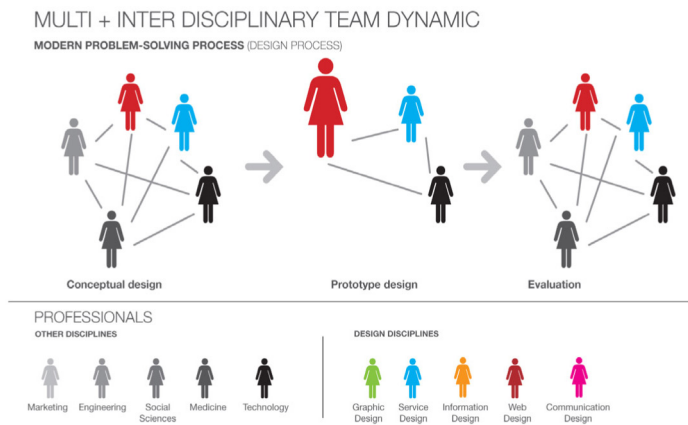 MULTI + INTER DISCIPLINARY TEAM DYNAMIC
MODERN PROBLEM-SOLVING PROCESS (DESIGN PROCESS)
Conceptual design
Prototype design
Evaluation
PROFESSIONALS
OTHER DISCIPLINES
Marketing
Engineering
Social
Sciences
Medicine
Technology
DESIGN DISCIPLINES
Graphic
Design
Service
Design
Information
Design
Web
Design
Communication
Design